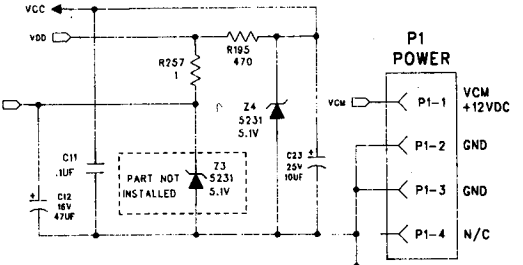 VCC
VDD
R257
1
R195
470
C11
.1UF
C12
16V
47UF
PART NOT
INSTALLED
Z3
5231
5.1V
Z4
5231
5.1V
C23
25V
10UF
P1
POWER
VCM
P1-1
VCM
+12VDC
P1-2
GND
P1-3
GND
P1-4
N/C